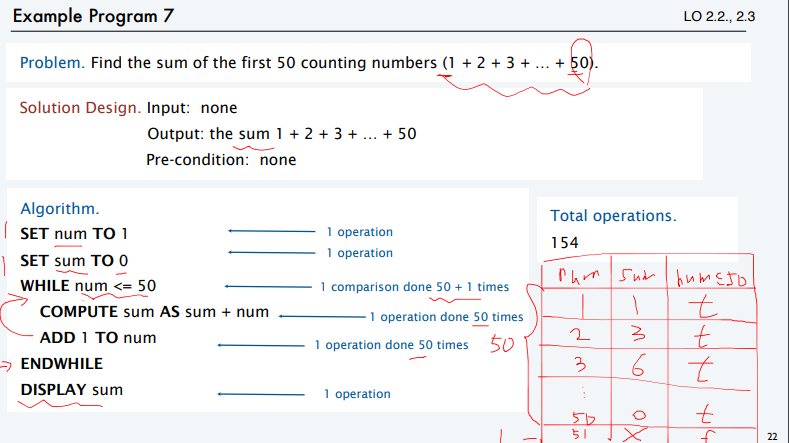 Example Program 7
LO 2.2., 2.3
Problem. Find the sum of the first 50 counting numbers (1 + 2 + 3 + ... + 50).
Solution Design. Input: none
Output: the sum 1 + 2 + 3 + ... + 50
Pre-condition: none
Algorithm.
SET num TO 1
1 operation
SET sum TO 0
1 operation
WHILE num <= 50
1 comparison done 50 + 1 times
COMPUTE sum AS sum + num
1 operation done 50 times
ADD 1 TO num
1 operation done 50 times
ENDWHILE
DISPLAY sum
1 operation
Total operations.
154
50
num sum num≤50
1 1 t
2 3 t
3 6 t
⋮
50 0 t
51 X f
22